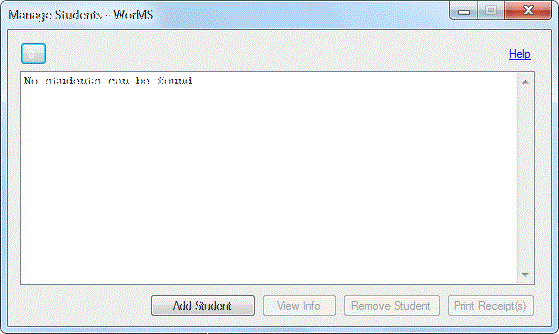 Manage Students - WorMS
Help
No students can be found
Add Student View Info Remove Student Print Receipt(s)